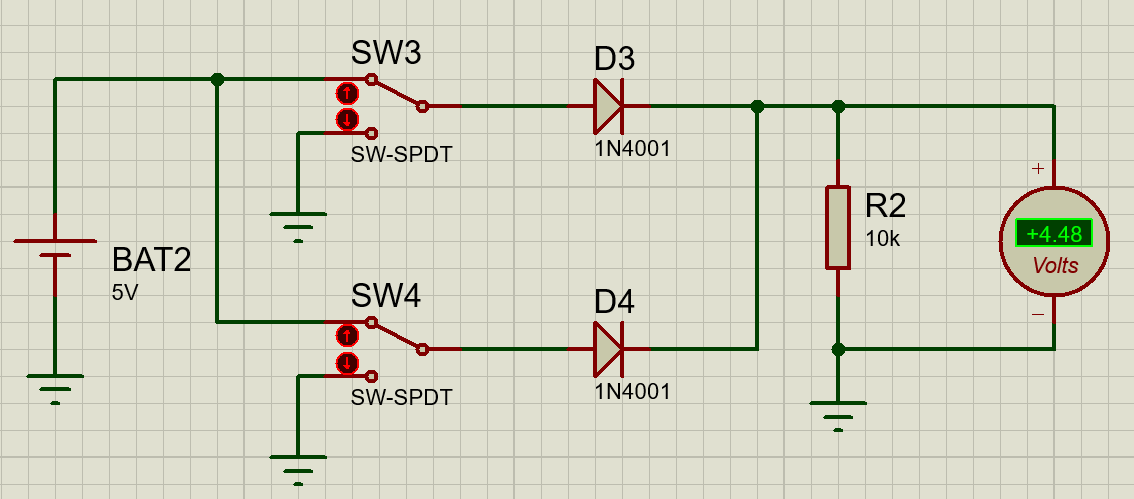 SW3
D3
SW-SPDT
1N4001
+
R2
10k
+4.48
Volts
BAT2
5V
SW4
D4
−
SW-SPDT
1N4001